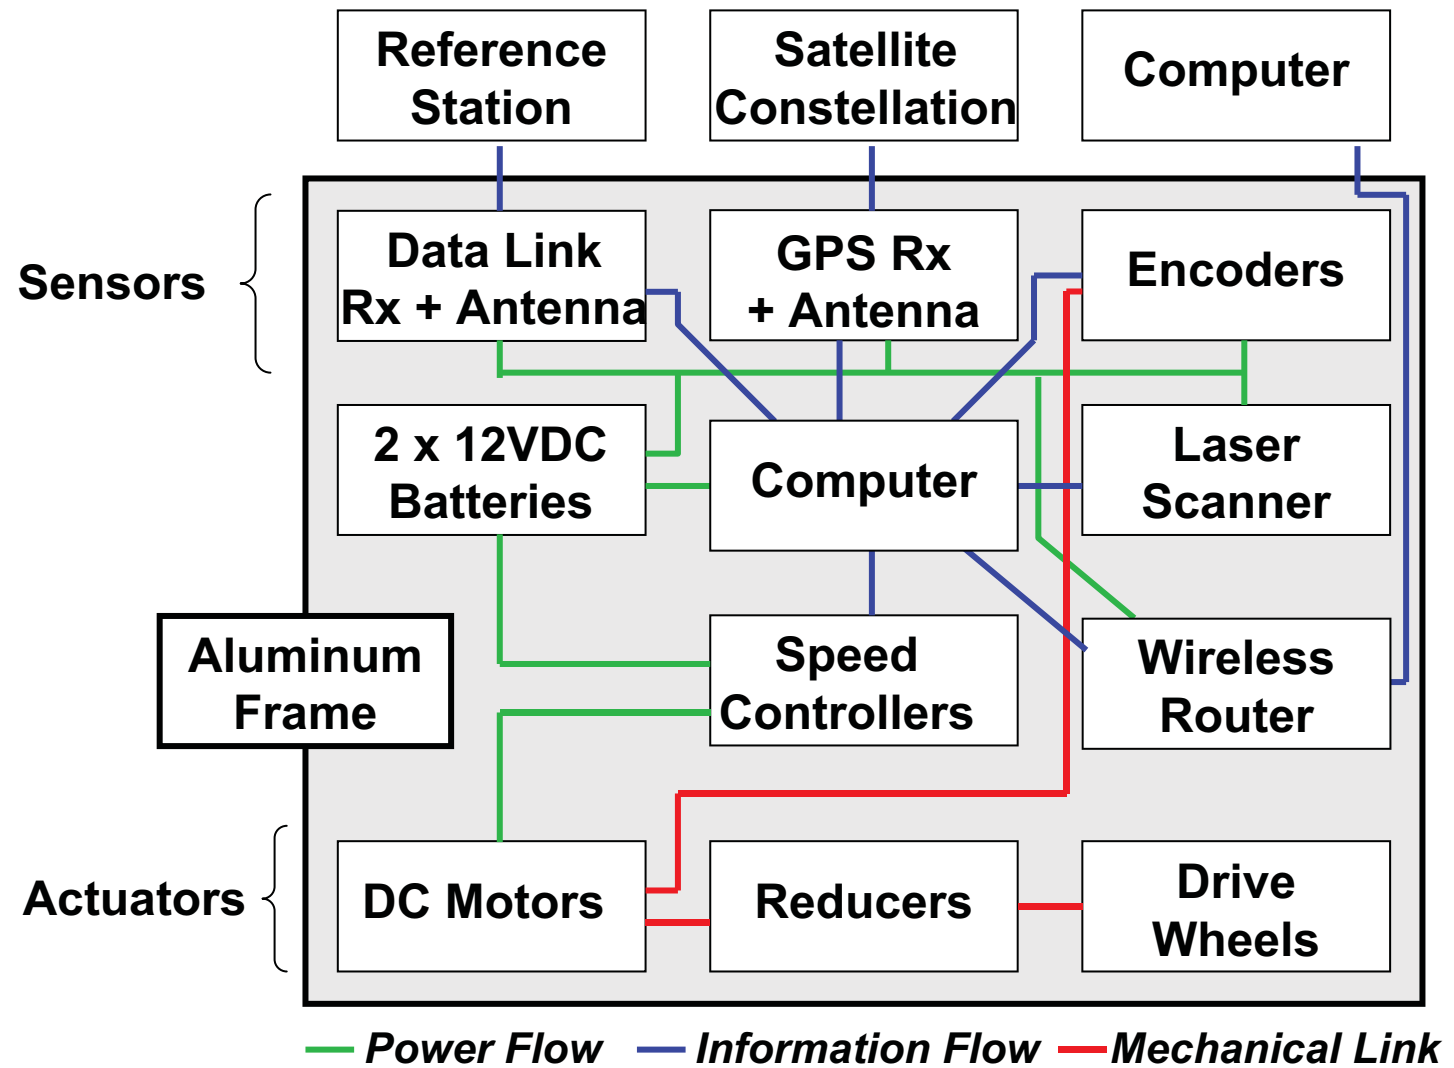 Reference
Station
Satellite
Constellation
Computer
Sensors
Data Link
Rx + Antenna
GPS Rx
+ Antenna
Encoders
2 x 12VDC
Batteries
Computer
Laser
Scanner
Aluminum
Frame
Speed
Controllers
Wireless
Router
Actuators
DC Motors
Reducers
Drive
Wheels
Power Flow
Information Flow
Mechanical Link